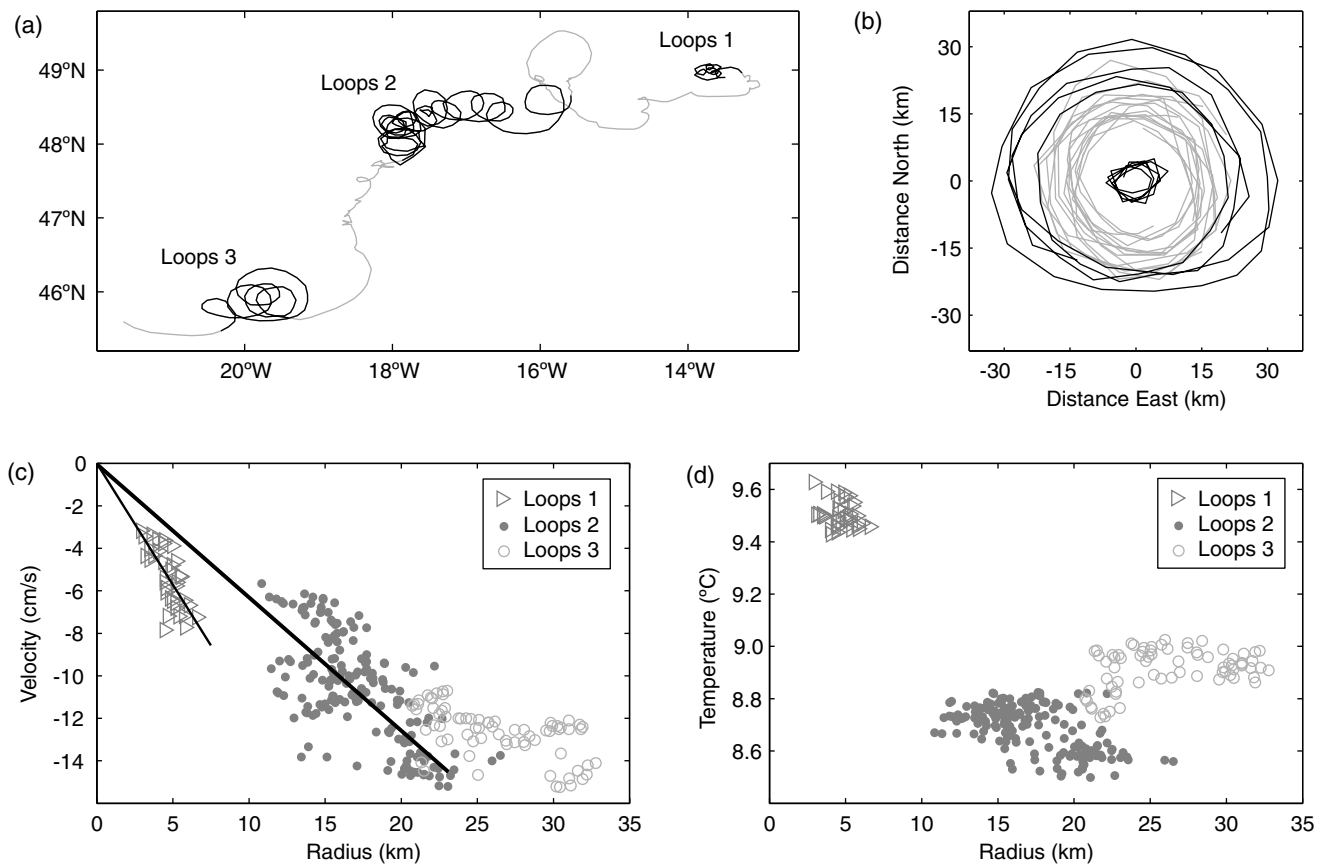 (a)
Loops 1
Loops 2
Loops 3
49ºN
48ºN
47ºN
46ºN
20ºW
18ºW
16ºW
14ºW
(b)
Distance North (km)
30
15
0
-15
-30
-30
-15
0
15
30
Distance East (km)
(c)
Velocity (cm/s)
0
-2
-4
-6
-8
-10
-12
-14
0
5
10
15
20
25
30
35
Radius (km)
Loops 1
Loops 2
Loops 3
(d)
Temperature (ºC)
9.6
9.4
9.2
9.0
8.8
8.6
0
5
10
15
20
25
30
35
Radius (km)
Loops 1
Loops 2
Loops 3